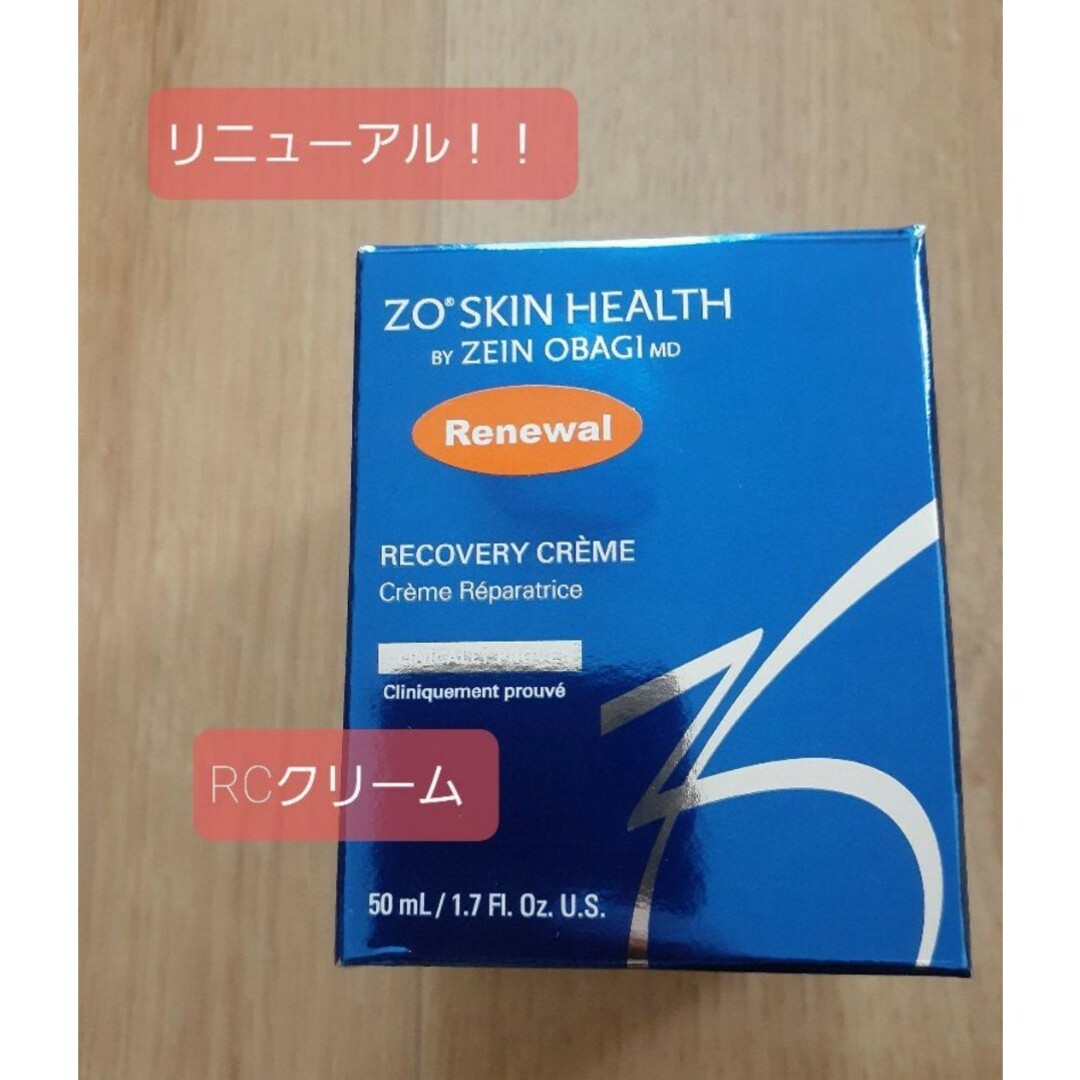 リニューアル！！
ZO® SKIN HEALTH
BY ZEIN OBAGI MD
Renewal
RECOVERY CRÈME
Crème Réparatrice
Cliniquement prouvé
RCクリーム
50 mL / 1.7 Fl. Oz. U.S.